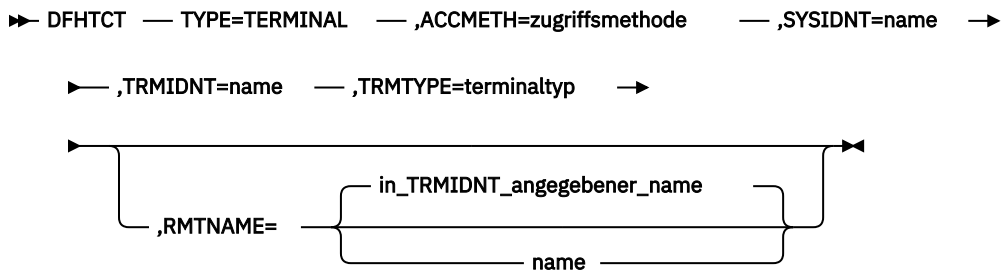 DFHTCT TYPE=TERMINAL ,ACCMETH=zugriffsmethode ,SYSIDNT=name
,TRMIDNT=name ,TRMTYPE=terminaltyp
in_TRMIDNT_angegebener_name
,RMTNAME=
name